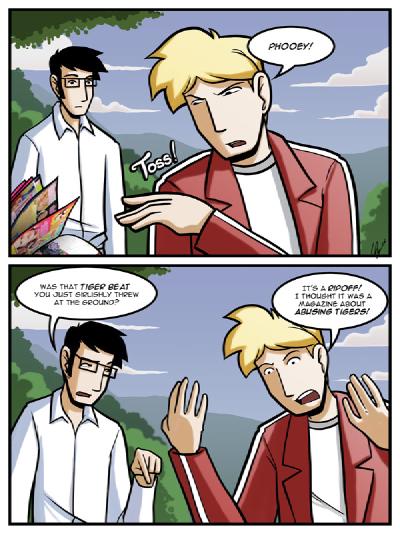 PHOOEY!
TOSS!
WAS THAT TIGER BEAT
YOU JUST GIRLISHLY THREW
AT THE GROUND?
IT'S A RIPOFF!
I THOUGHT IT WAS A
MAGAZINE ABOUT
ABUSING TIGERS!